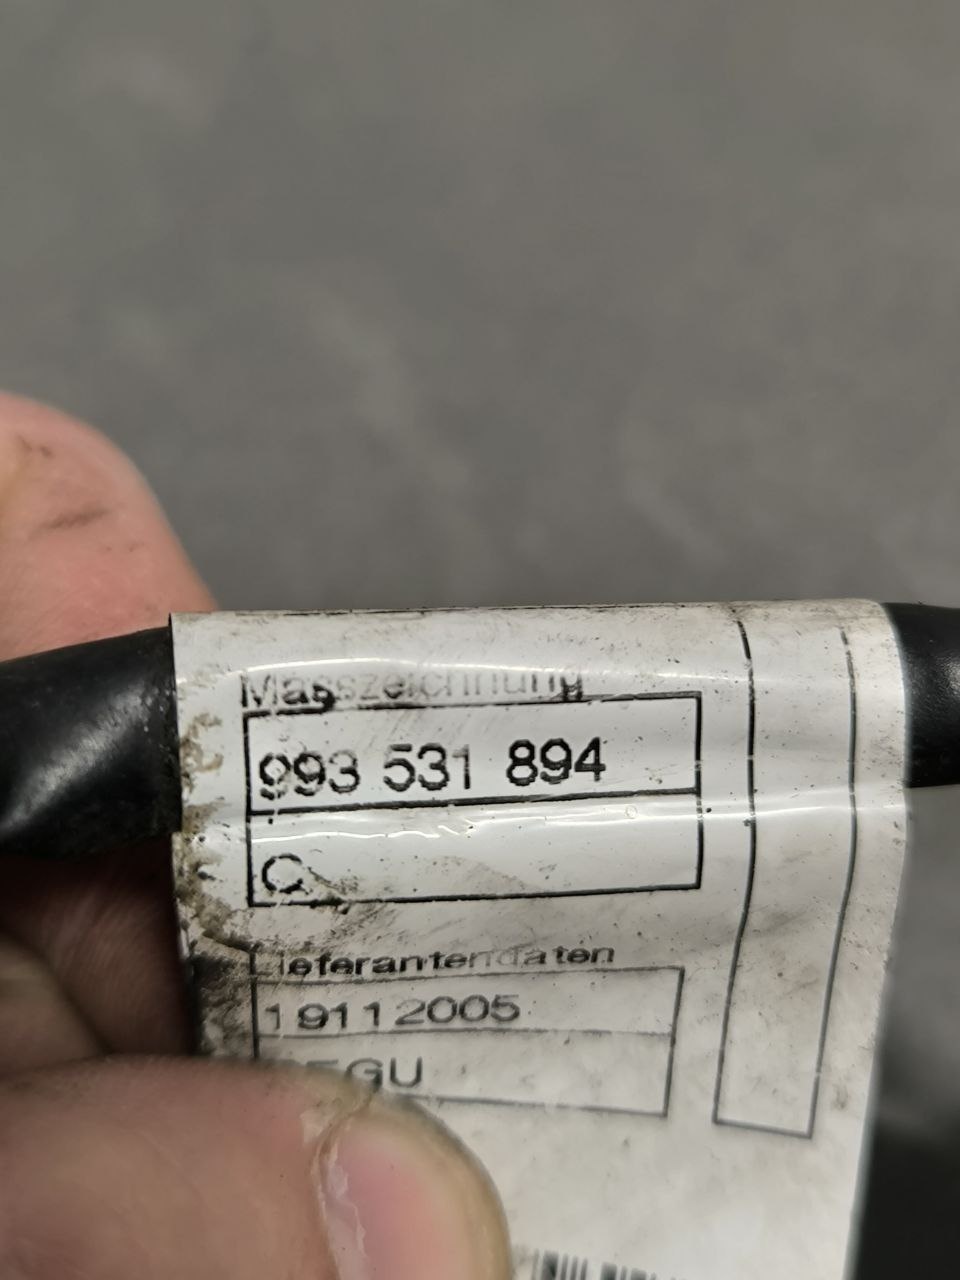 Masszeichnung
993 531 894
C
Lieferantendaten
19112005